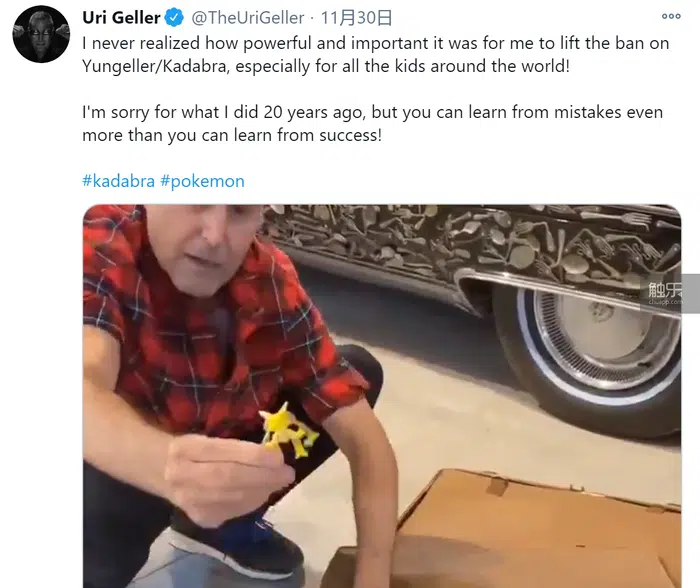 Uri Geller @TheUriGeller · 11月30日
I never realized how powerful and important it was for me to lift the ban on
Yungeller/Kadabra, especially for all the kids around the world!
I'm sorry for what I did 20 years ago, but you can learn from mistakes even
more than you can learn from success!
#kadabra #pokemon
触乐
chuapp.com